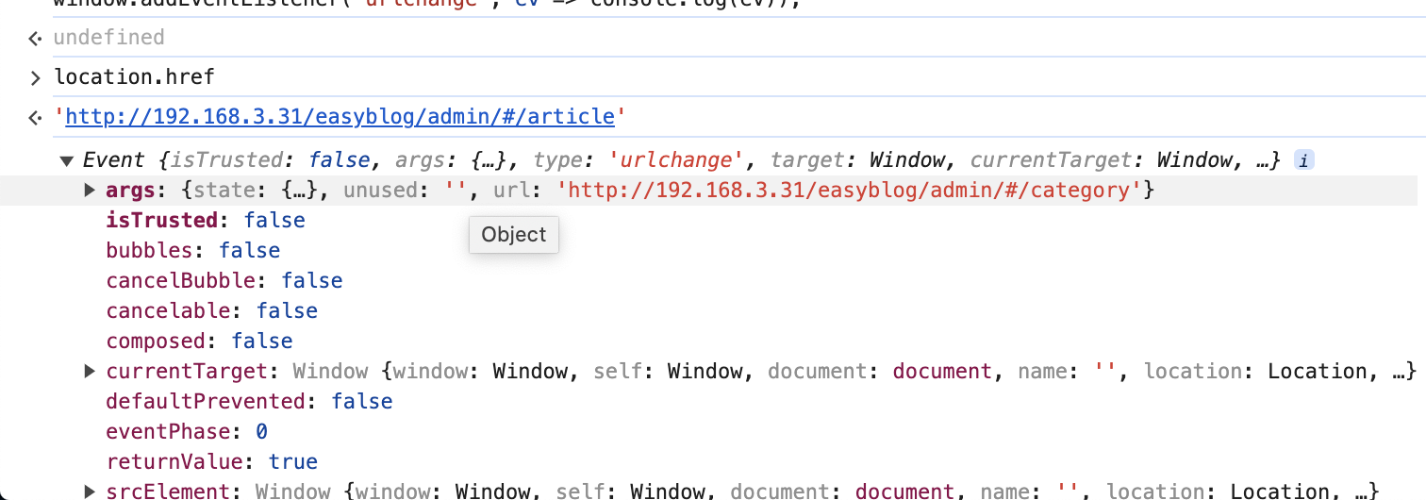 window.addEventListener('urlchange', ev => console.log(ev));
undefined
location.href
'http://192.168.3.31/easyblog/admin/#/article'
Event {isTrusted: false, args: {…}, type: 'urlchange', target: Window, currentTarget: Window, …} i
args: {state: {…}, unused: '', url: 'http://192.168.3.31/easyblog/admin/#/category'}
isTrusted: false
Object
bubbles: false
cancelBubble: false
cancelable: false
composed: false
currentTarget: Window {window: Window, self: Window, document: document, name: '', location: Location, …}
defaultPrevented: false
eventPhase: 0
returnValue: true
srcElement: Window {window: Window, self: Window, document: document, name: '', location: Location, …}